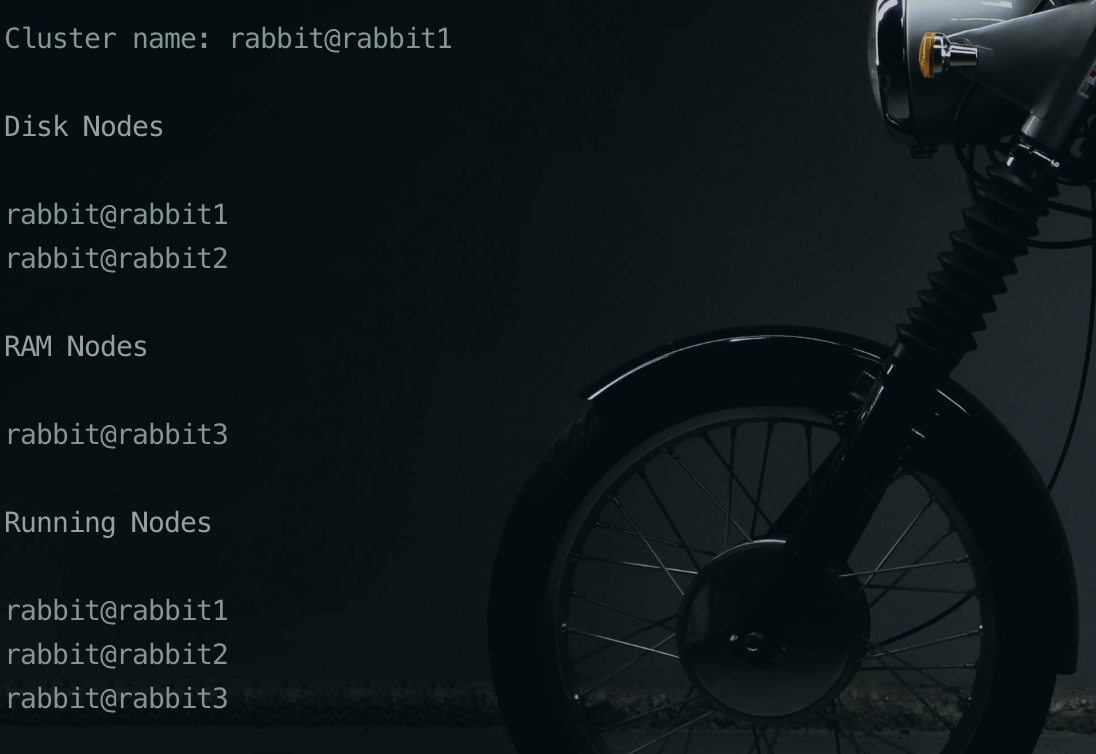 Cluster name: rabbit@rabbit1
Disk Nodes
rabbit@rabbit1
rabbit@rabbit2
RAM Nodes
rabbit@rabbit3
Running Nodes
rabbit@rabbit1
rabbit@rabbit2
rabbit@rabbit3